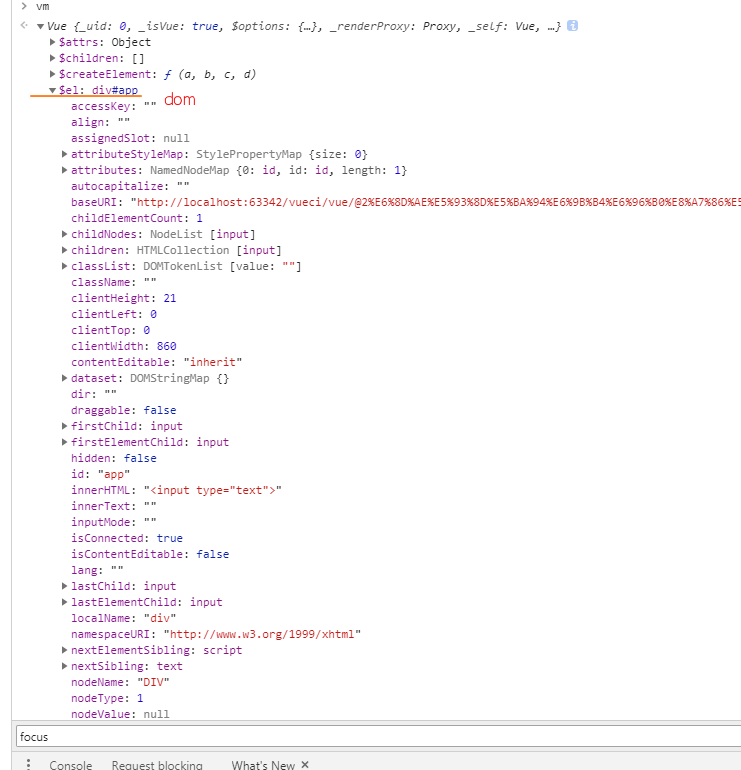 vm
Vue {_uid: 0, _isVue: true, $options: {…}, _renderProxy: Proxy, _self: Vue, …}
$attrs: Object
$children: []
$createElement: ƒ (a, b, c, d)
$el: div#app
dom
accessKey: ""
align: ""
assignedSlot: null
attributeStyleMap: StylePropertyMap {size: 0}
attributes: NamedNodeMap {0: id, id: id, length: 1}
autocapitalize: ""
baseURI: "http://localhost:63342/vueci/vue/@2%E6%8D%AE%E5%93%8D%E5%BA%94%E6%9B%B4%E6%96%B0%E8%A7%86%E5
childElementCount: 1
childNodes: NodeList [input]
children: HTMLCollection [input]
classList: DOMTokenList [value: ""]
className: ""
clientHeight: 21
clientLeft: 0
clientTop: 0
clientWidth: 860
contentEditable: "inherit"
dataset: DOMStringMap {}
dir: ""
draggable: false
firstChild: input
firstElementChild: input
hidden: false
id: "app"
innerHTML: "<input type="text">"
innerText: ""
inputMode: ""
isConnected: true
isContentEditable: false
lang: ""
lastChild: input
lastElementChild: input
localName: "div"
namespaceURI: "http://www.w3.org/1999/xhtml"
nextElementSibling: script
nextSibling: text
nodeName: "DIV"
nodeType: 1
nodeValue: null
focus
Console Request blocking What's New ×